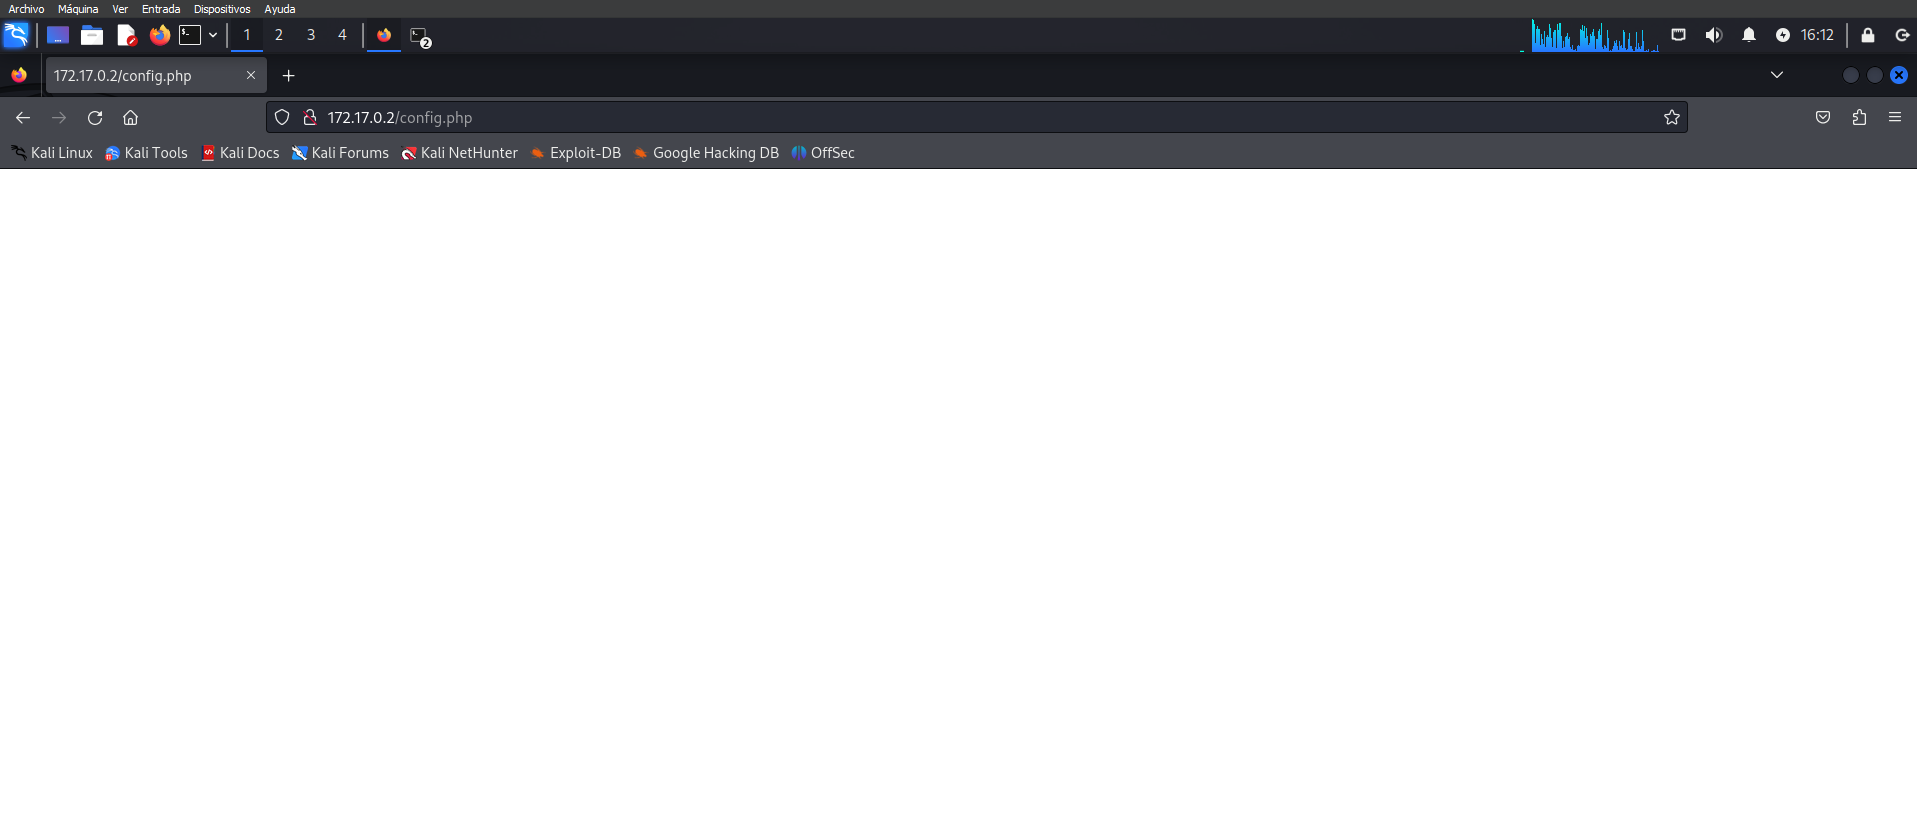 Archivo Máquina Ver Entrada Dispositivos Ayuda
1 2 3 4 2 16:12
172.17.0.2/config.php
172.17.0.2/config.php
Kali Linux Kali Tools Kali Docs Kali Forums Kali NetHunter Exploit-DB Google Hacking DB OffSec